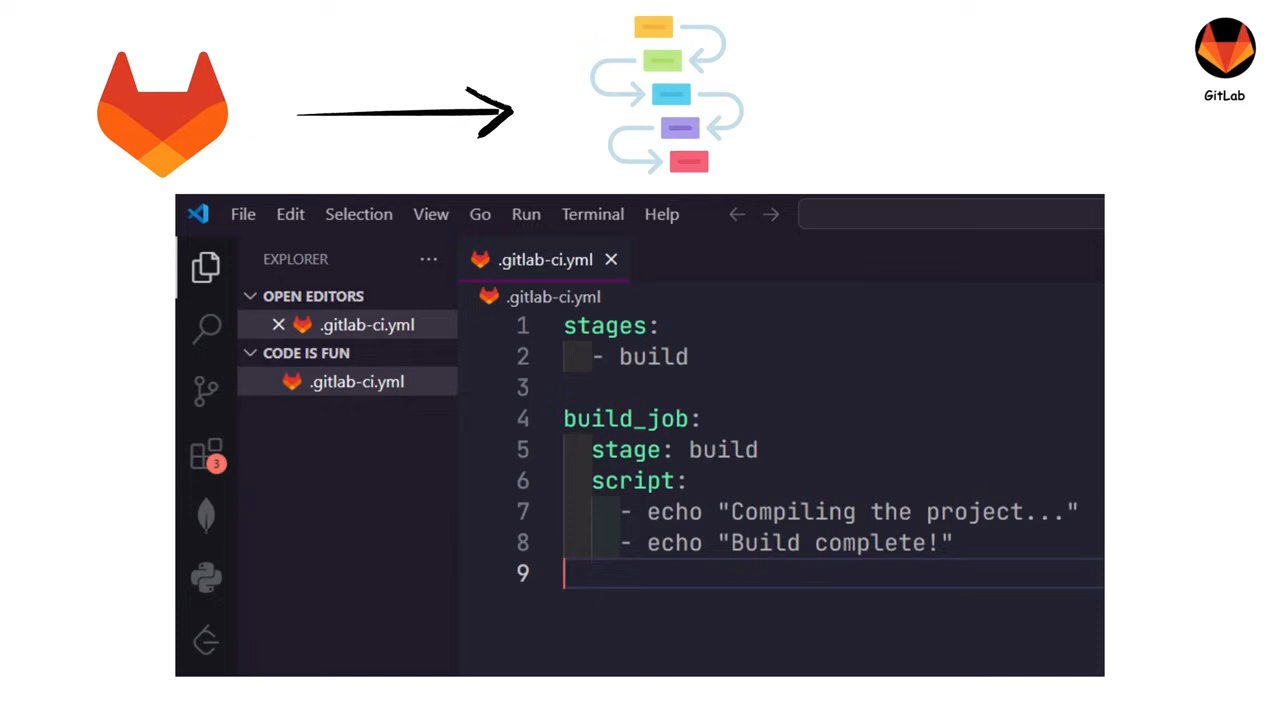 GitLab
File Edit Selection View Go Run Terminal Help
EXPLORER ...
.gitlab-ci.yml
OPEN EDITORS
.gitlab-ci.yml
CODE IS FUN
.gitlab-ci.yml
3
.gitlab-ci.yml
1 stages:
2 - build
3
4 build_job:
5 stage: build
6 script:
7 - echo "Compiling the project..."
8 - echo "Build complete!"
9